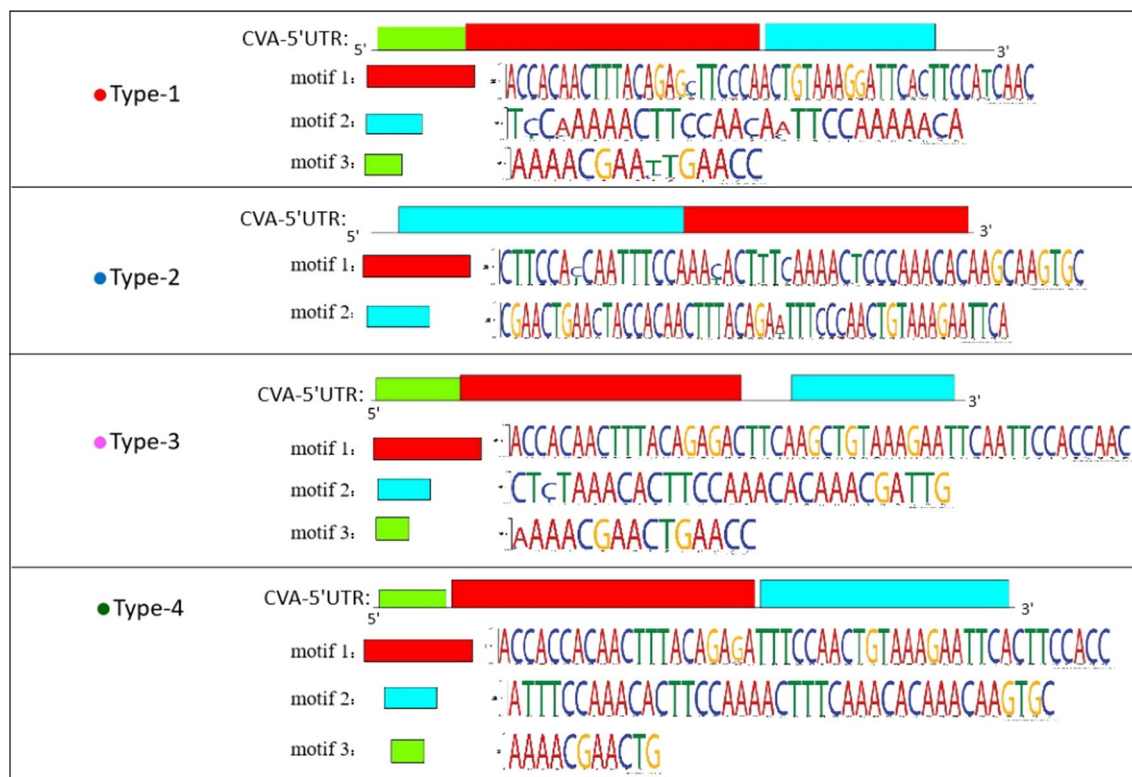 CVA-5'UTR:
5'
3'
Type-1
motif 1:
ACCACAACTTTACAGAGCTTCCCAACTGTAAAGGATTCACTTCCATCAAC
motif 2:
TCCAAAAACTTCCAACAATTCCAAAAACA
motif 3:
AAAACGAATTGAACC
CVA-5'UTR:
5'
3'
Type-2
motif 1:
CTTCCACCAATTTCCAAACACTTTCAAAACTCCCAAACACAAGCAAGTGC
motif 2:
CGAACTGAACTACCACAACTTTACAGAATTTCCCAACTGTAAAGAATTCA
CVA-5'UTR:
5'
3'
Type-3
motif 1:
ACCACAACTTTACAGAGACTTCAAGCTGTAAAGAATTCAATTCCACCAAC
motif 2:
CTCTAAACACTTCCAAACACAAACGATTG
motif 3:
AAAACGAACTGAACC
CVA-5'UTR:
5'
3'
Type-4
motif 1:
ACCACCACAACTTTACAGAGATTTCCAACTGTAAAGAATTCACTTCCACC
motif 2:
ATTTCCAAACACTTCCAAAACTTTCAAACACAAACAAGTGC
motif 3:
AAAACGAACTG